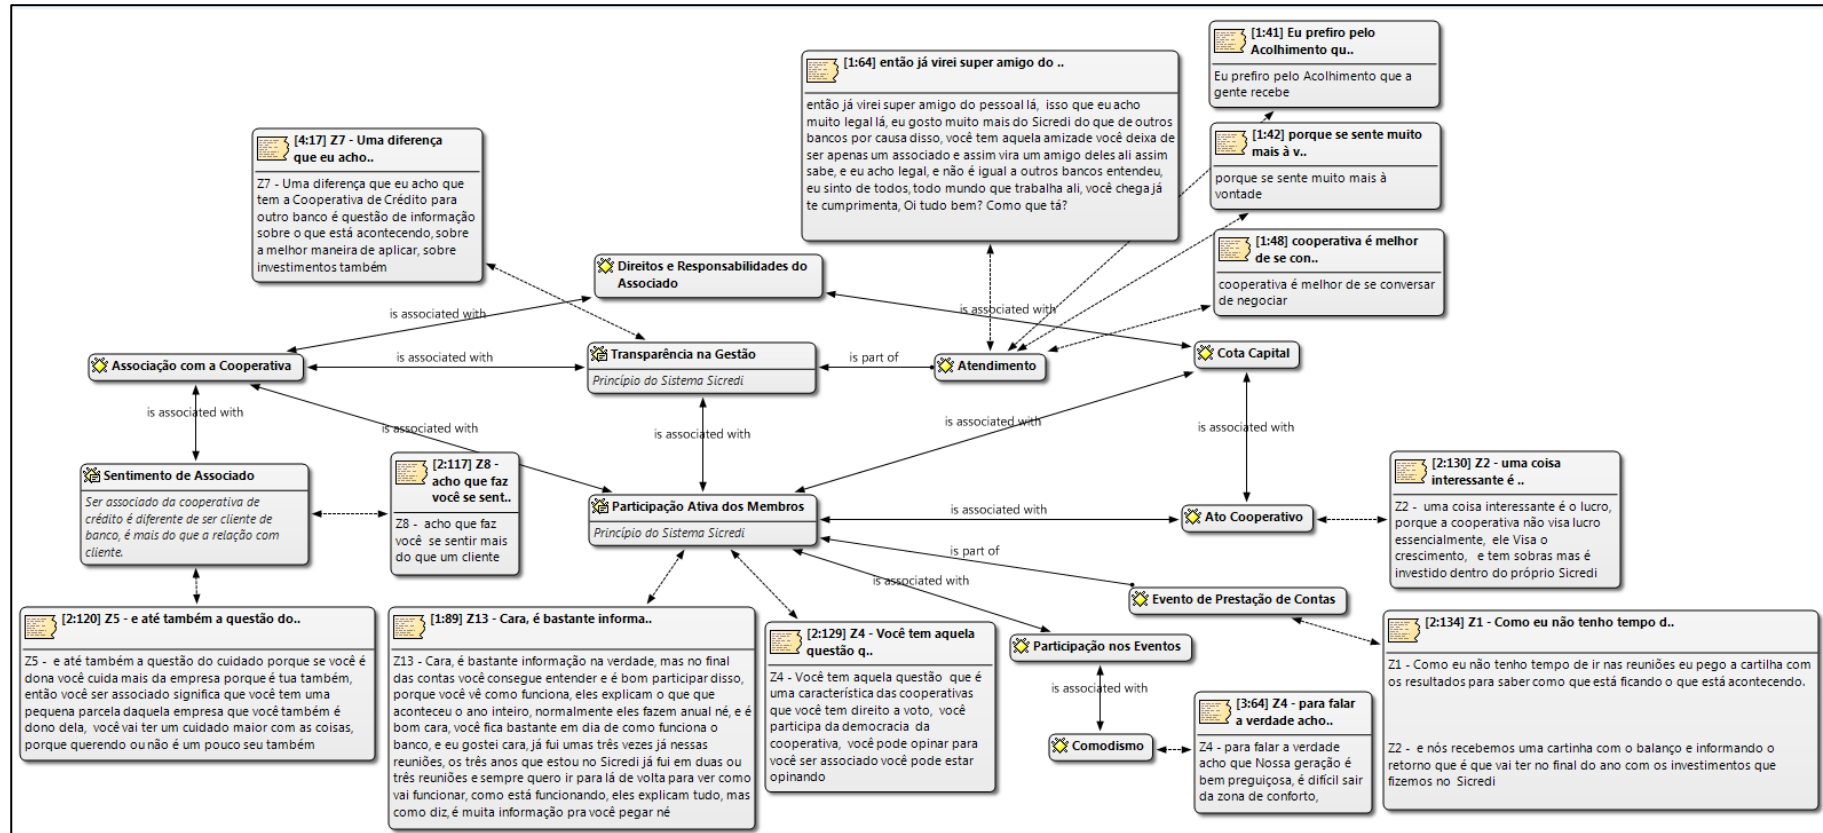 [1:41] Eu prefiro pelo
Acolhimento qu..
Eu prefiro pelo Acolhimento que a
gente recebe
[1:64] então já virei super amigo do ..
então já virei super amigo do pessoal lá, isso que eu acho
muito legal lá, eu gosto muito mais do Sicredi do que de outros
bancos por causa disso, você tem aquela amizade você deixa de
ser apenas um associado e assim vira um amigo deles ali assim
sabe, e eu acho legal, e não é igual a outros bancos entendeu,
eu sinto de todos, todo mundo que trabalha ali, você chega já
te cumprimenta, Oi tudo bem? Como que tá?
[1:42] porque se sente muito
mais à v..
porque se sente muito mais à
vontade
[4:17] Z7 - Uma diferença
que eu acho..
Z7 - Uma diferença que eu acho que
tem a Cooperativa de Crédito para
outro banco é questão de informação
sobre o que está acontecendo, sobre
a melhor maneira de aplicar, sobre
investimentos também
[1:48] cooperativa é melhor
de se con..
cooperativa é melhor de se conversar
de negociar
Direitos e Responsabilidades do
Associado
is associated with
is associated with
Associação com a Cooperativa
is associated with
Transparência na Gestão
Princípio do Sistema Sicredi
is part of
Atendimento
Cota Capital
is associated with
is associated with
is associated with
is associated with
is associated with
Sentimento de Associado
Ser associado da cooperativa de
crédito é diferente de ser cliente de
banco, é mais do que a relação com
cliente.
[2:117] Z8 -
acho que faz
você se sent..
Z8 - acho que faz
você se sentir mais
do que um cliente
Participação Ativa dos Membros
Princípio do Sistema Sicredi
is associated with
Ato Cooperativo
[2:130] Z2 - uma coisa
interessante é ..
Z2 - uma coisa interessante é o lucro,
porque a cooperativa não visa lucro
essencialmente, ele Visa o
crescimento, e tem sobras mas é
investido dentro do próprio Sicredi
is part of
is associated with
Evento de Prestação de Contas
[2:120] Z5 - e até também a questão do..
Z5 - e até também a questão do cuidado porque se você é
dona você cuida mais da empresa porque é tua também,
então você ser associado significa que você tem uma
pequena parcela daquela empresa que você também é
dono dela, você vai ter um cuidado maior com as coisas,
porque querendo ou não é um pouco seu também
[1:89] Z13 - Cara, é bastante informa..
Z13 - Cara, é bastante informação na verdade, mas no final
das contas você consegue entender e é bom participar disso,
porque você vê como funciona, eles explicam o que que
aconteceu o ano inteiro, normalmente eles fazem anual né, e é
bom cara, você fica bastante em dia de como funciona o
banco, e eu gostei cara, já fui umas três vezes já nessas
reuniões, os três anos que estou no Sicredi já fui em duas ou
três reuniões e sempre quero ir para lá de volta para ver como
vai funcionar, como está funcionando, eles explicam tudo, mas
como diz, é muita informação pra você pegar né
[2:129] Z4 - Você tem aquela
questão q..
Z4 - Você tem aquela questão que é
uma característica das cooperativas
que você tem direito a voto, você
participa da democracia da
cooperativa, você pode opinar para
você ser associado você pode estar
opinando
Participação nos Eventos
is associated with
Comodismo
[3:64] Z4 - para falar
a verdade acho..
Z4 - para falar a verdade
acho que Nossa geração é
bem preguiçosa, é difícil sair
da zona de conforto,
[2:134] Z1 - Como eu não tenho tempo d..
Z1 - Como eu não tenho tempo de ir nas reuniões eu pego a cartilha com
os resultados para saber como que está ficando o que está acontecendo.
Z2 - e nós recebemos uma cartinha com o balanço e informando o
retorno que é que vai ter no final do ano com os investimentos que
fizemos no Sicredi